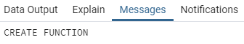 Data Output Explain Messages Notifications
CREATE FUNCTION